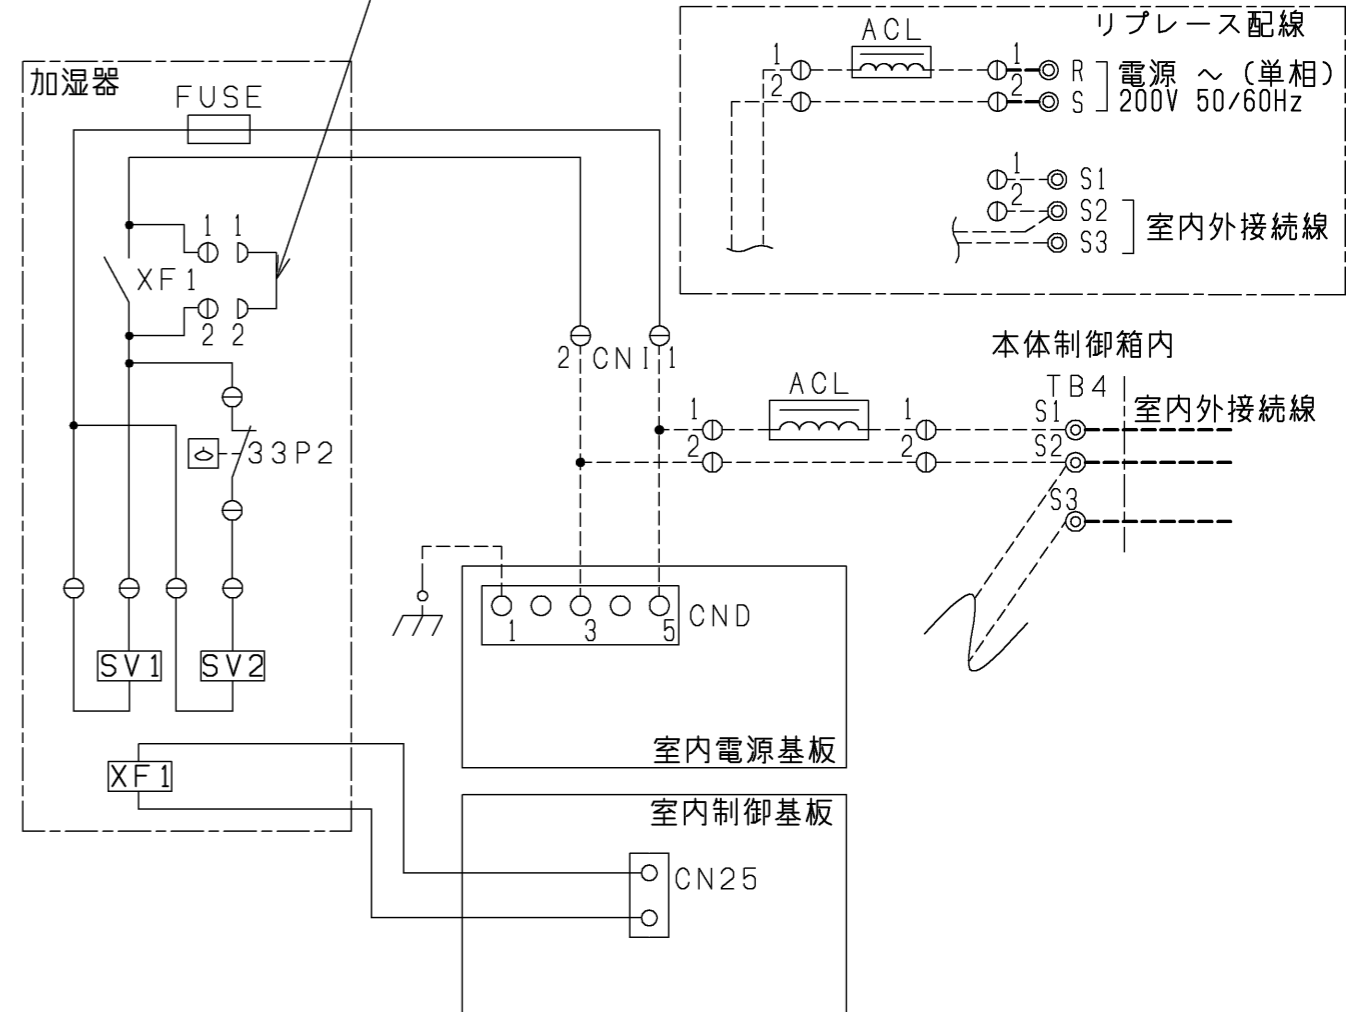 リプレース配線
ACL
1 1 R
2 2 S
電源 ～ (単相)
200V 50/60Hz
1 S1
2 S2
S3
室内外接続線
加湿器
FUSE
1 1
XF1
2 2
33P2
SV1 SV2
XF1
2 CNI 1
本体制御箱内
TB4
ACL
1 1 S1
2 2 S2
S3
室内外接続線
1 3 5 CND
室内電源基板
室内制御基板
CN25